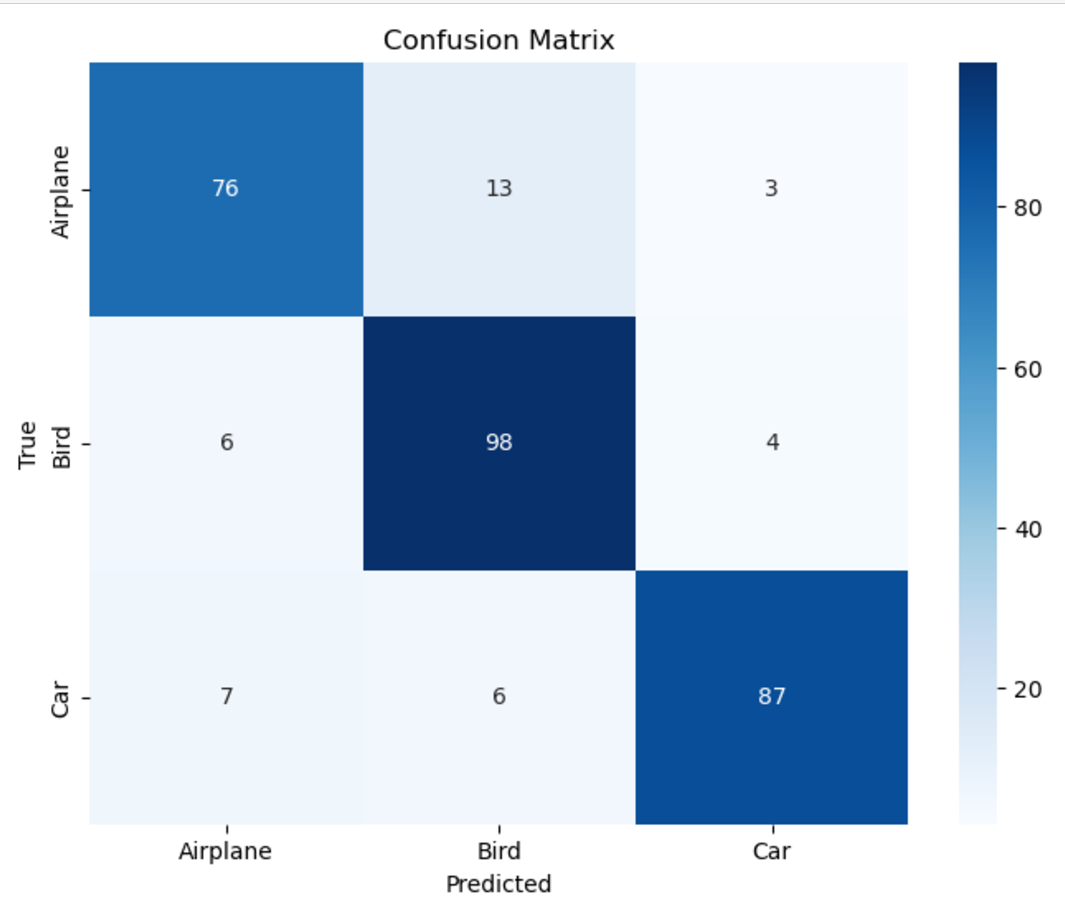 Confusion Matrix
Airplane
76 13 3
80
60
True
Bird
6 98 4
40
Car
7 6 87
20
Airplane Bird Car
Predicted